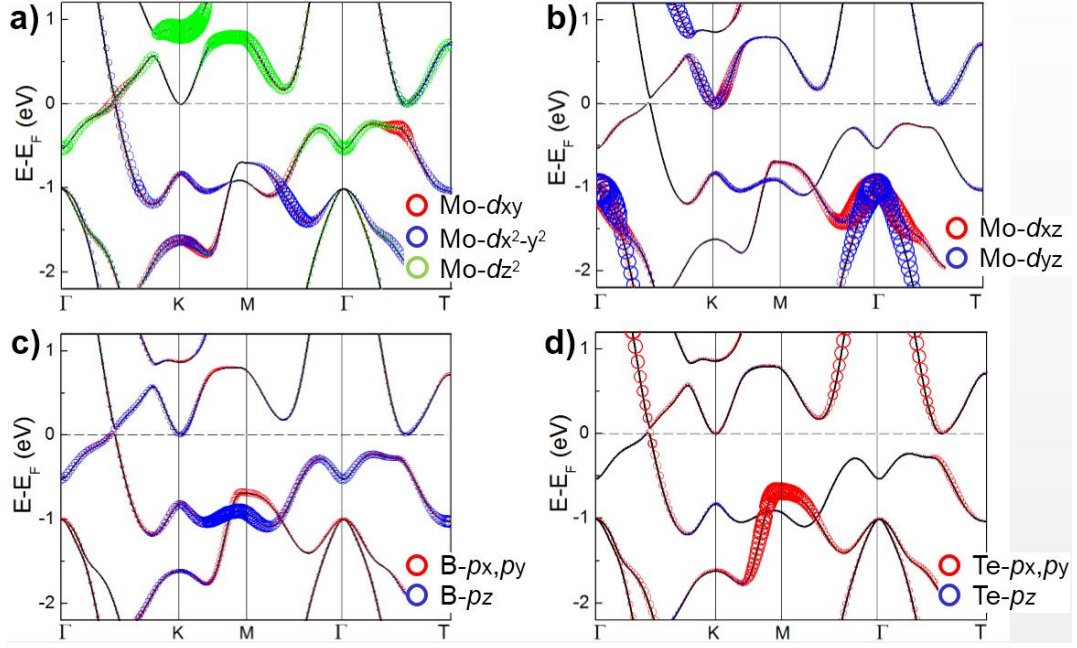 a)
E-E_F (eV)
1
0
-1
-2
Mo-dxy
Mo-dx²-y²
Mo-dz²
Γ K M Γ T
b)
E-E_F (eV)
1
0
-1
-2
Mo-dxz
Mo-dyz
Γ K M Γ T
c)
E-E_F (eV)
1
0
-1
-2
B-px,py
B-pz
Γ K M Γ T
d)
E-E_F (eV)
1
0
-1
-2
Te-px,py
Te-pz
Γ K M Γ T